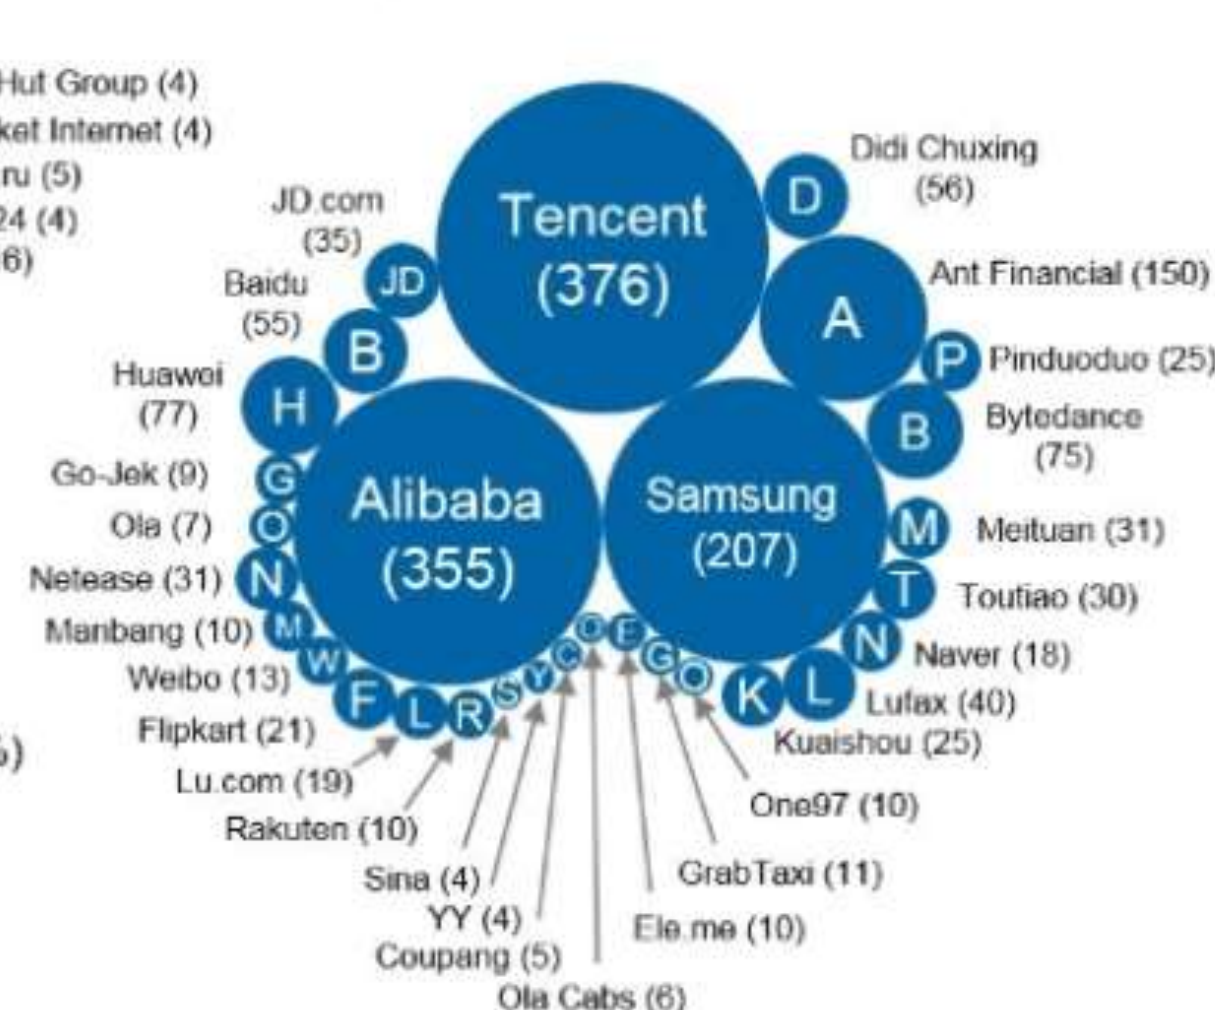 Hut Group (4)
ket Internet (4)
ru (5)
24 (4)
6)
Tencent
(376)
D
Didi Chuxing
(56)
JD.com
(35)
JD
A
Ant Financial (150)
Baidu
(55)
B
P
Pinduoduo (25)
Huawei
(77)
H
B
Bytedance
(75)
Go-Jek (9)
G
Alibaba
(355)
Samsung
(207)
Ola (7)
O
M
Meituan (31)
Netease (31)
N
T
Toutiao (30)
Manbang (10)
M
N
Naver (18)
Weibo (13)
W
L
Lufax (40)
Flipkart (21)
F
K
Kuaishou (25)
L
R
S
Y
C
O
E
G
O
%)
Lu.com (19)
Rakuten (10)
One97 (10)
Sina (4)
GrabTaxi (11)
YY (4)
Ele.me (10)
Coupang (5)
Ola Cabs (6)